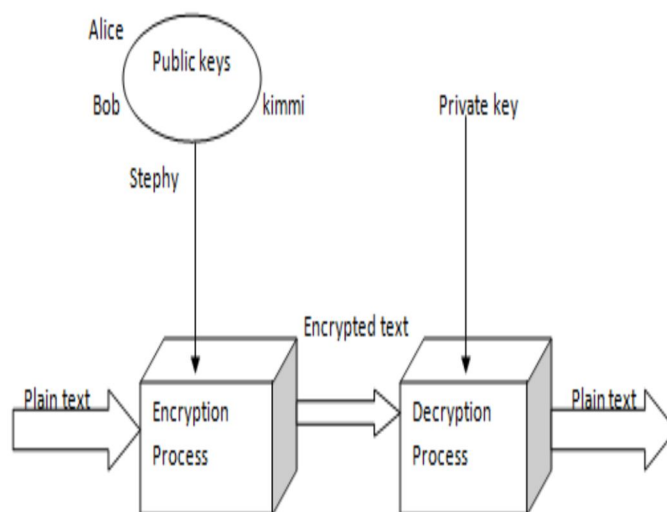 Alice
Public keys
Bob
kimmi
Private key
Stephy
Encrypted text
Plain text
Encryption
Process
Decryption
Process
Plain text